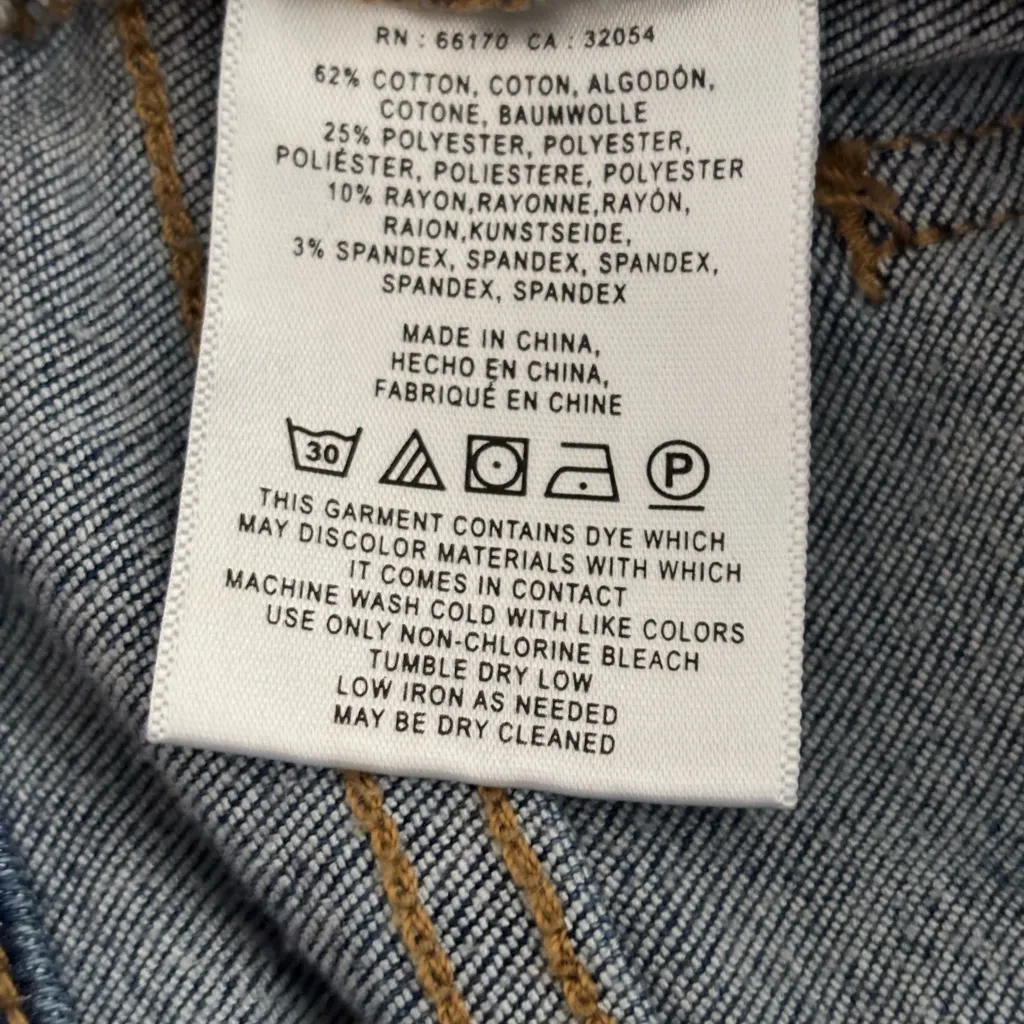 RN : 66170 CA : 32054
62% COTTON, COTON, ALGODÓN,
COTONE, BAUMWOLLE
25% POLYESTER, POLYESTER,
POLIÉSTER, POLIESTERE, POLYESTER
10% RAYON,RAYONNE,RAYÓN,
RAION,KUNSTSEIDE,
3% SPANDEX, SPANDEX, SPANDEX,
SPANDEX, SPANDEX
MADE IN CHINA,
HECHO EN CHINA,
FABRIQUÉ EN CHINE
30 P
THIS GARMENT CONTAINS DYE WHICH
MAY DISCOLOR MATERIALS WITH WHICH
IT COMES IN CONTACT
MACHINE WASH COLD WITH LIKE COLORS
USE ONLY NON-CHLORINE BLEACH
TUMBLE DRY LOW
LOW IRON AS NEEDED
MAY BE DRY CLEANED